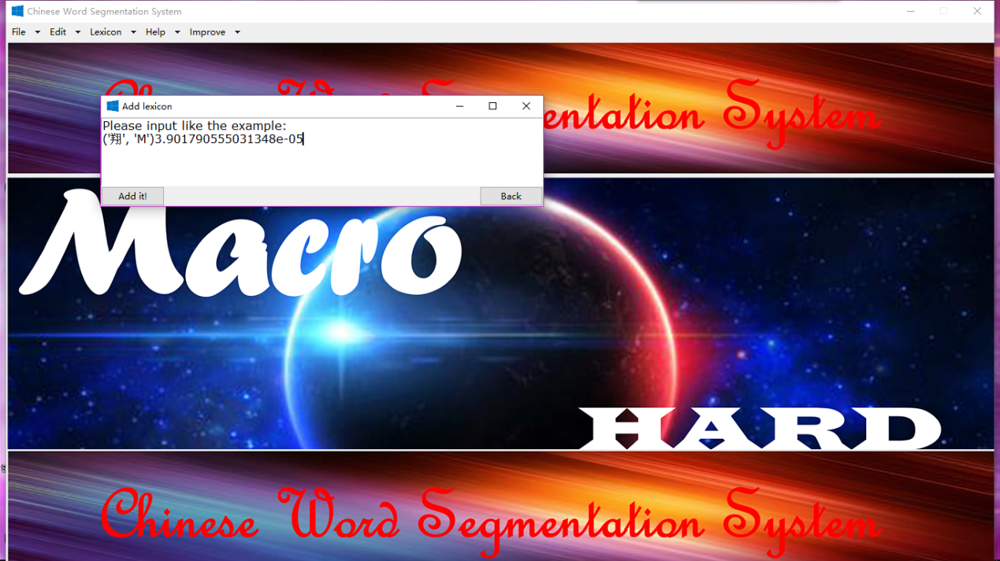 Chinese Word Segmentation System
File Edit Lexicon Help Improve
entation System
Add lexicon
Please input like the example:
('翔', 'M')3.901790555031348e-05
Add it! Back
Macro
HARD
Chinese Word Segmentation System